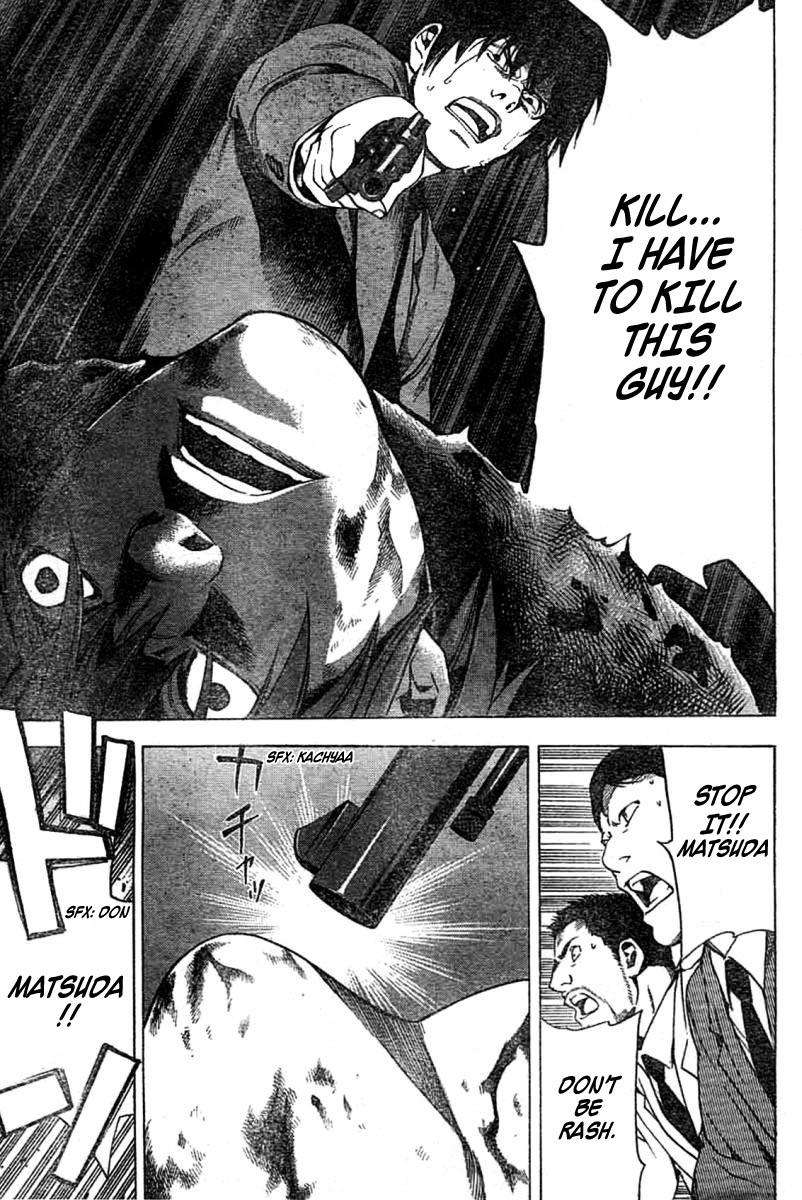 KILL...
I HAVE
TO KILL
THIS
GUY!!
STOP
IT!!
MATSUDA
DON'T
BE
RASH.
SFX: KACHYAA
カチャッ
SFX: DON
ド
MATSUDA
!!